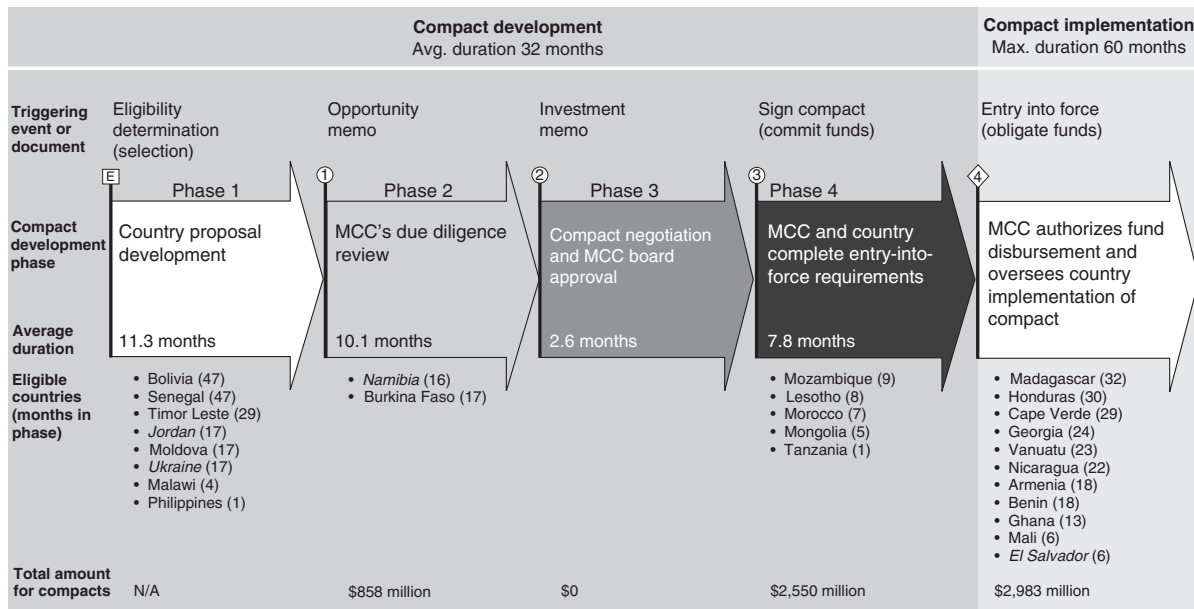 Compact development
Avg. duration 32 months
Compact implementation
Max. duration 60 months
Triggering
event or
document
Eligibility
determination
(selection)
Opportunity
memo
Investment
memo
Sign compact
(commit funds)
Entry into force
(obligate funds)
E
1
2
3
4
Phase 1
Phase 2
Phase 3
Phase 4
Compact
development
phase
Country proposal
development
MCC's due diligence
review
Compact negotiation
and MCC board
approval
MCC and country
complete entry-into-
force requirements
MCC authorizes fund
disbursement and
oversees country
implementation of
compact
Average
duration
11.3 months
10.1 months
2.6 months
7.8 months
Eligible
countries
(months in
phase)
• Bolivia (47)
• Senegal (47)
• Timor Leste (29)
• Jordan (17)
• Moldova (17)
• Ukraine (17)
• Malawi (4)
• Philippines (1)
• Namibia (16)
• Burkina Faso (17)
• Mozambique (9)
• Lesotho (8)
• Morocco (7)
• Mongolia (5)
• Tanzania (1)
• Madagascar (32)
• Honduras (30)
• Cape Verde (29)
• Georgia (24)
• Vanuatu (23)
• Nicaragua (22)
• Armenia (18)
• Benin (18)
• Ghana (13)
• Mali (6)
• El Salvador (6)
Total amount
for compacts
N/A
$858 million
$0
$2,550 million
$2,983 million